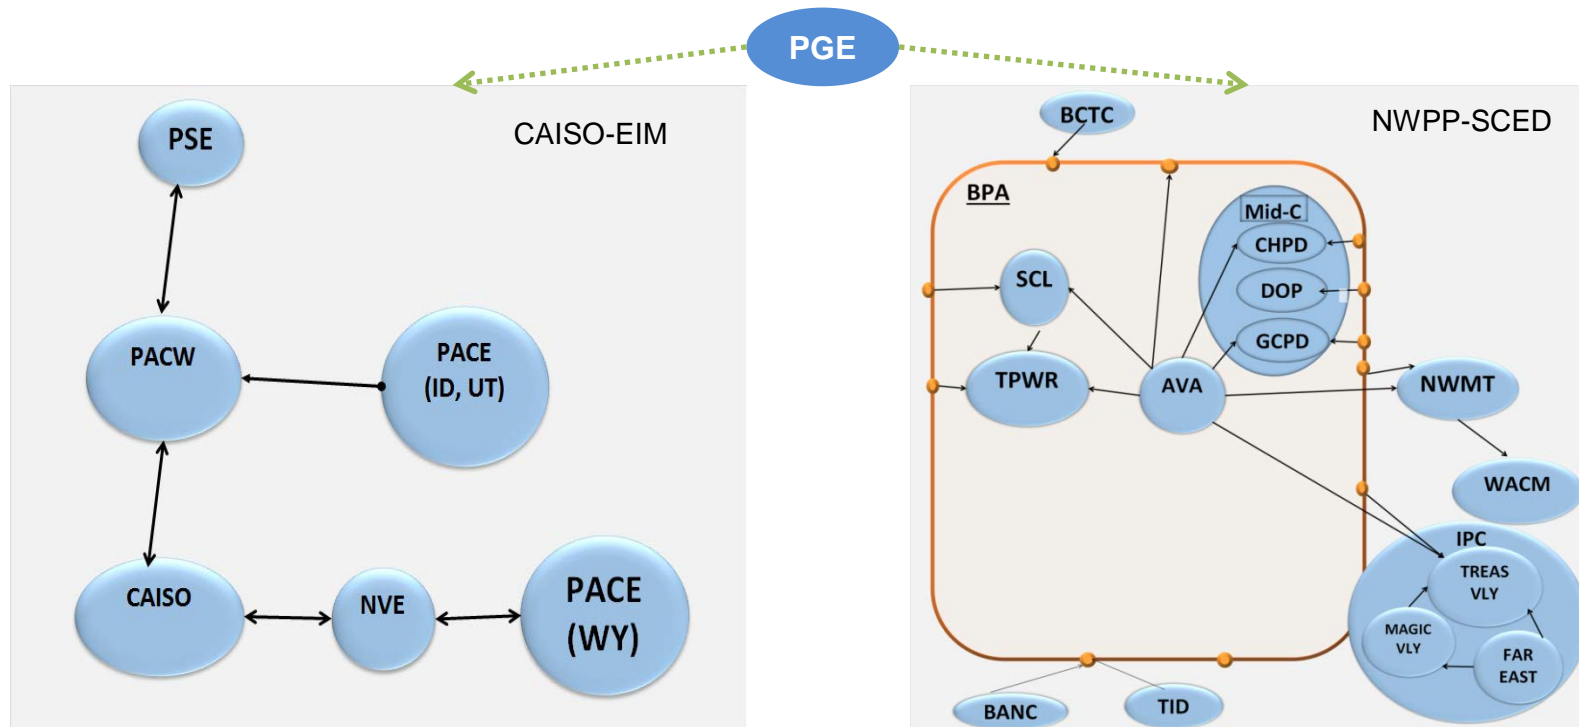 PGE
CAISO-EIM
PSE
PACW
PACE
(ID, UT)
CAISO
NVE
PACE
(WY)
NWPP-SCED
BCTC
BPA
Mid-C
CHPD
SCL
DOP
GCPD
TPWR
AVA
NWMT
WACM
IPC
TREAS
VLY
MAGIC
VLY
FAR
EAST
BANC
TID